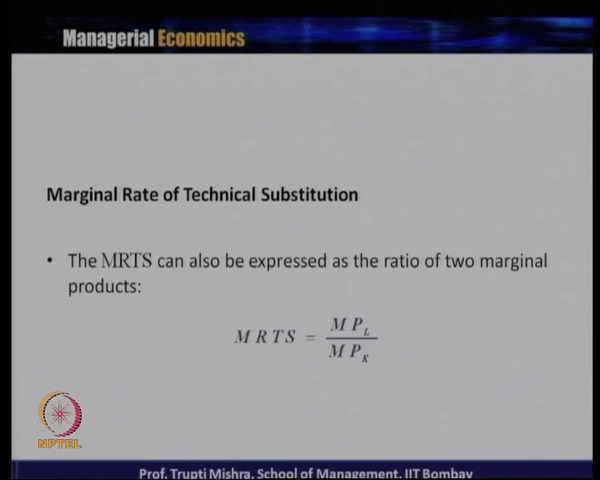 Managerial Economics
Marginal Rate of Technical Substitution
• The MRTS can also be expressed as the ratio of two marginal
products:
MRTS = MP_L / MP_K
NPTEL
Prof. Trupti Mishra, School of Management, IIT Bombay